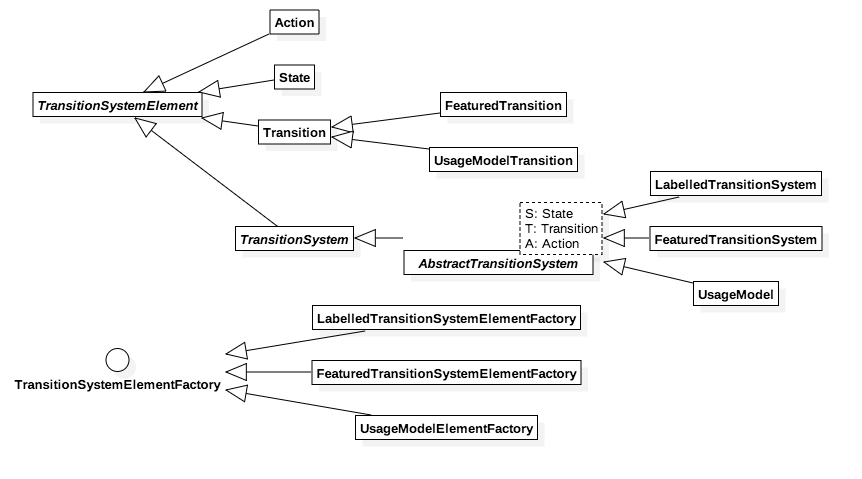 Action
State
TransitionSystemElement
FeaturedTransition
Transition
UsageModelTransition
LabelledTransitionSystem
S: State
T: Transition
A: Action
TransitionSystem
FeaturedTransitionSystem
AbstractTransitionSystem
UsageModel
LabelledTransitionSystemElementFactory
FeaturedTransitionSystemElementFactory
TransitionSystemElementFactory
UsageModelElementFactory